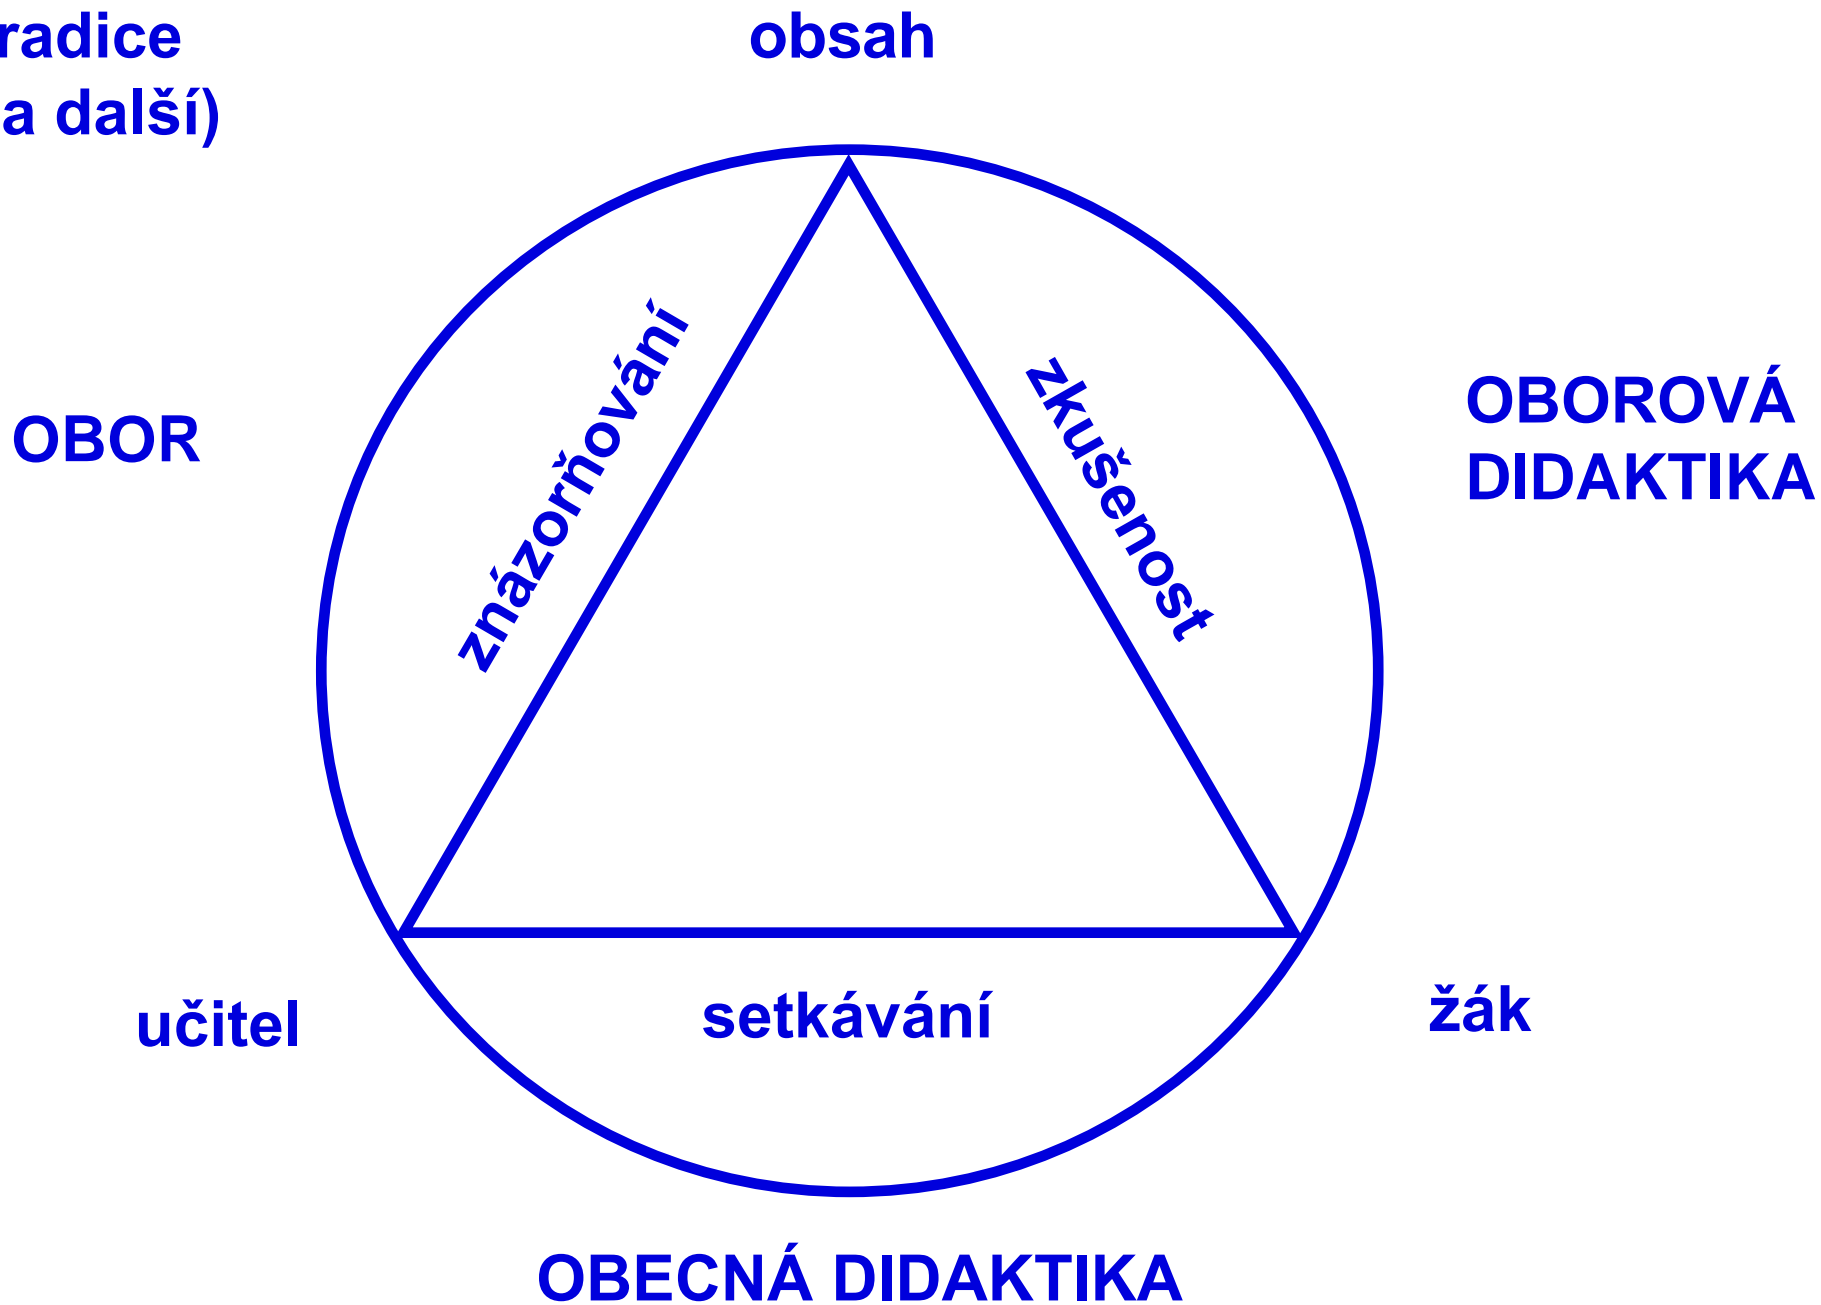 radice
obsah
a další)
znázorňování
zkušenost
OBOROVÁ
DIDAKTIKA
OBOR
učitel
setkávání
žák
OBECNÁ DIDAKTIKA